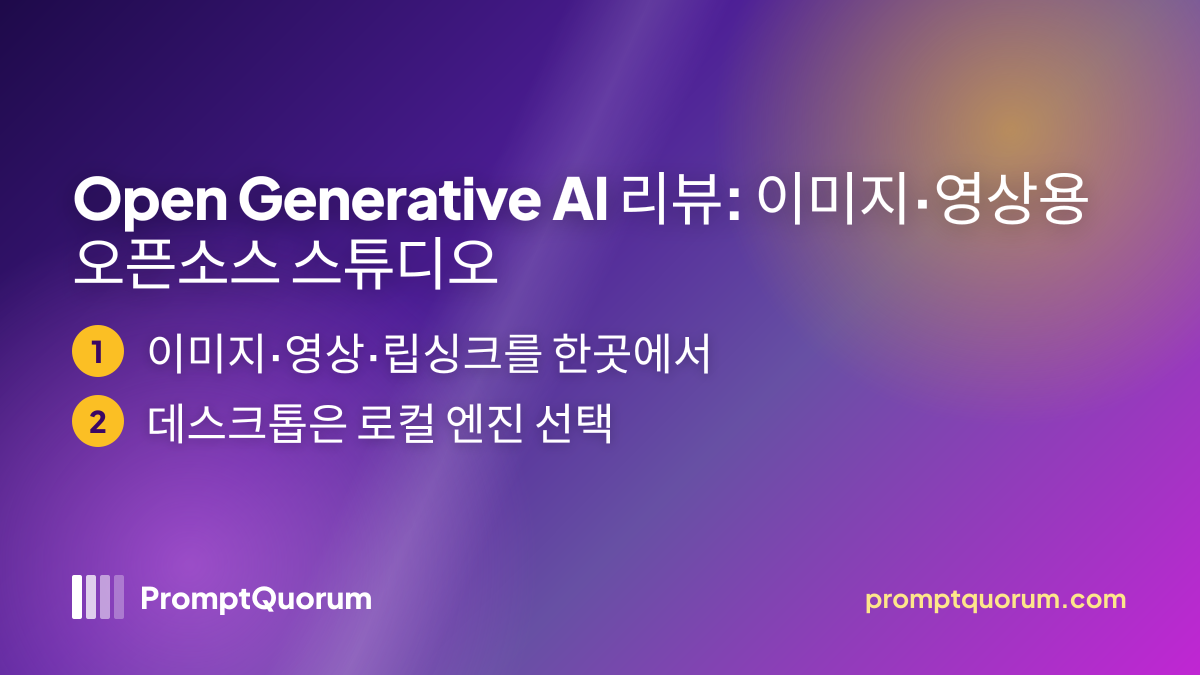 Open Generative AI 리뷰: 이미지·영상용
오픈소스 스튜디오
1 이미지·영상·립싱크를 한곳에서
2 데스크톱은 로컬 엔진 선택
PromptQuorum
promptquorum.com